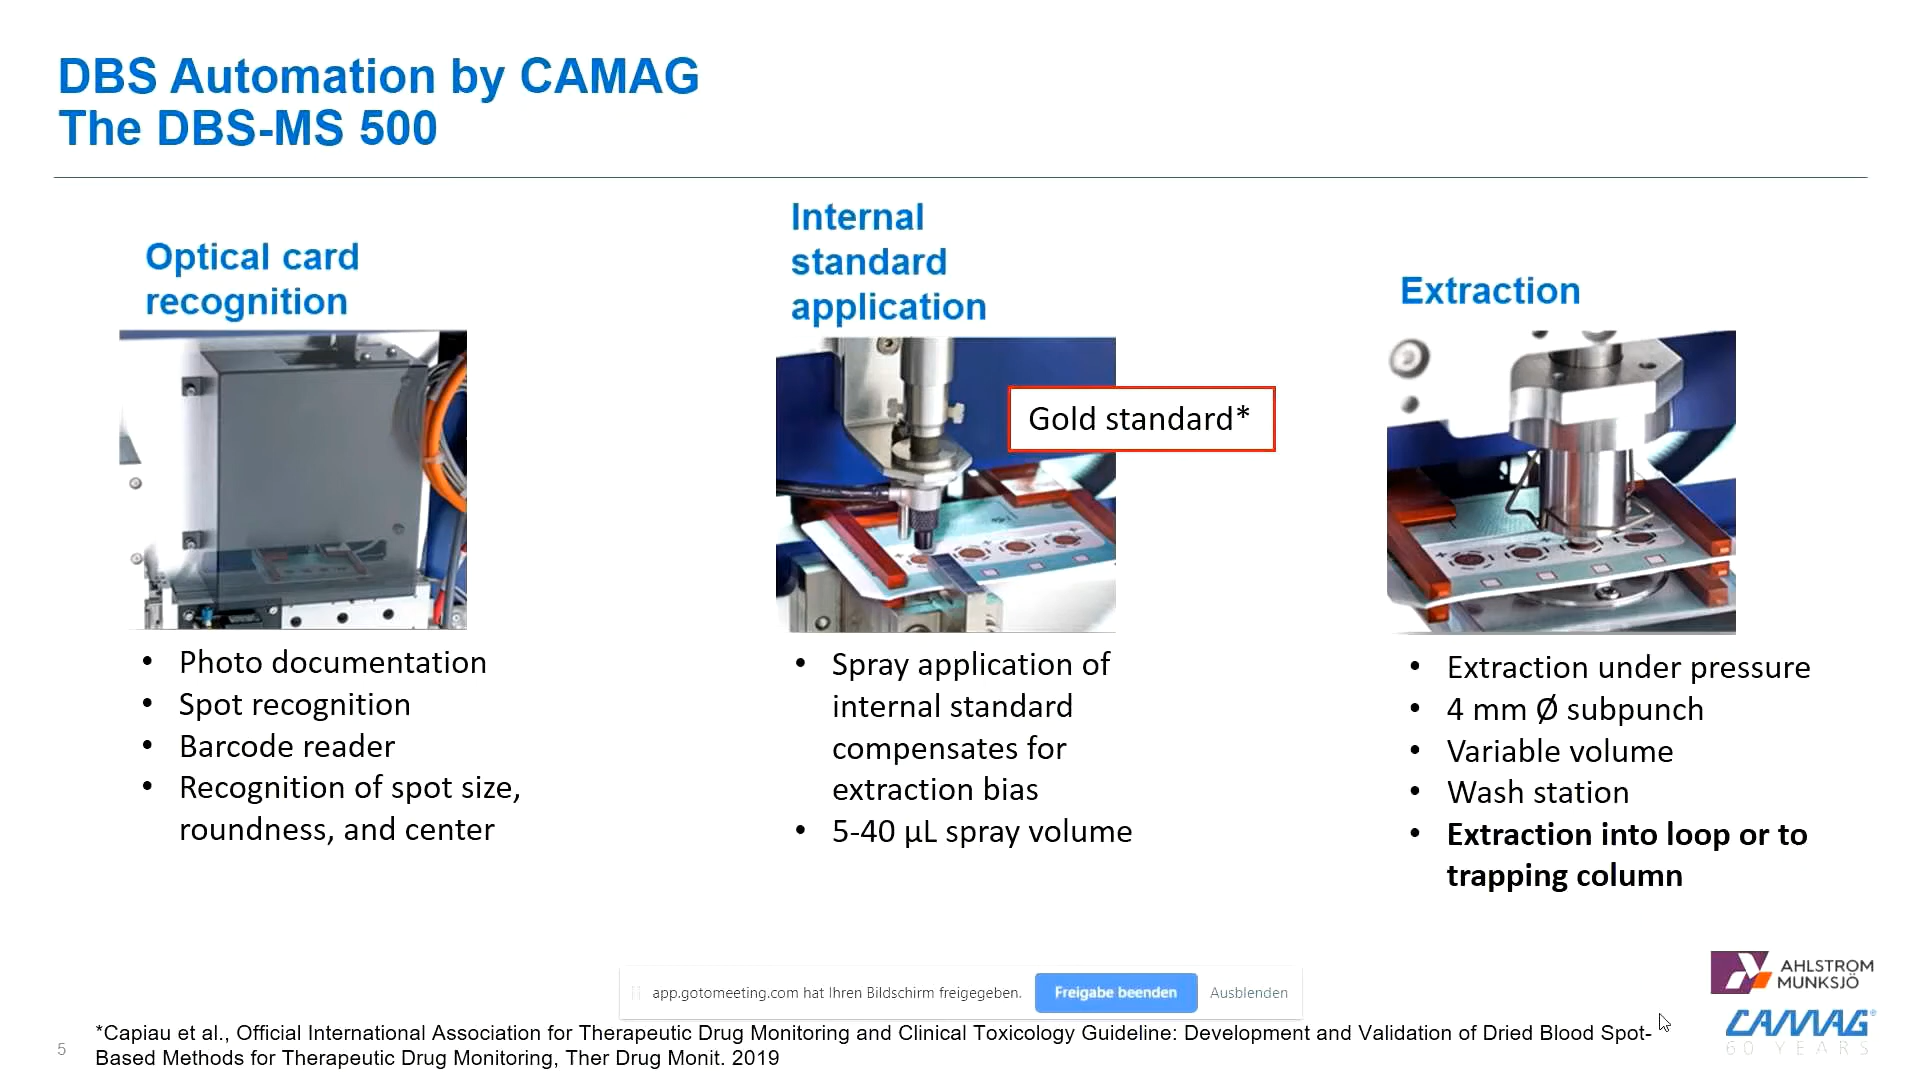 DBS Automation by CAMAG
The DBS-MS 500
Optical card
recognition
• Photo documentation
• Spot recognition
• Barcode reader
• Recognition of spot size,
roundness, and center
Internal
standard
application
Gold standard*
• Spray application of
internal standard
compensates for
extraction bias
• 5-40 µL spray volume
Extraction
• Extraction under pressure
• 4 mm Ø subpunch
• Variable volume
• Wash station
• Extraction into loop or to
trapping column
app.gotomeeting.com hat Ihren Bildschirm freigegeben. Freigabe beenden Ausblenden
AHLSTROM
MUNKSJÖ
CAMAG®
60 YEARS
5
*Capiau et al., Official International Association for Therapeutic Drug Monitoring and Clinical Toxicology Guideline: Development and Validation of Dried Blood Spot-
Based Methods for Therapeutic Drug Monitoring, Ther Drug Monit. 2019